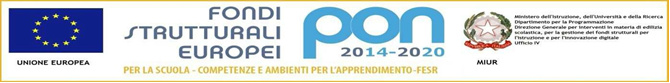 FONDI
STRUTTURALI
EUROPEI
pon
2014-2020
UNIONE EUROPEA
PER LA SCUOLA - COMPETENZE E AMBIENTI PER L'APPRENDIMENTO-FESR
Ministero dell'Istruzione, dell'Università e della Ricerca
Dipartimento per la Programmazione
Direzione Generale per interventi in materia di edilizia
scolastica, per la gestione dei fondi strutturali per
l'istruzione e per l'innovazione digitale
Ufficio IV
MIUR